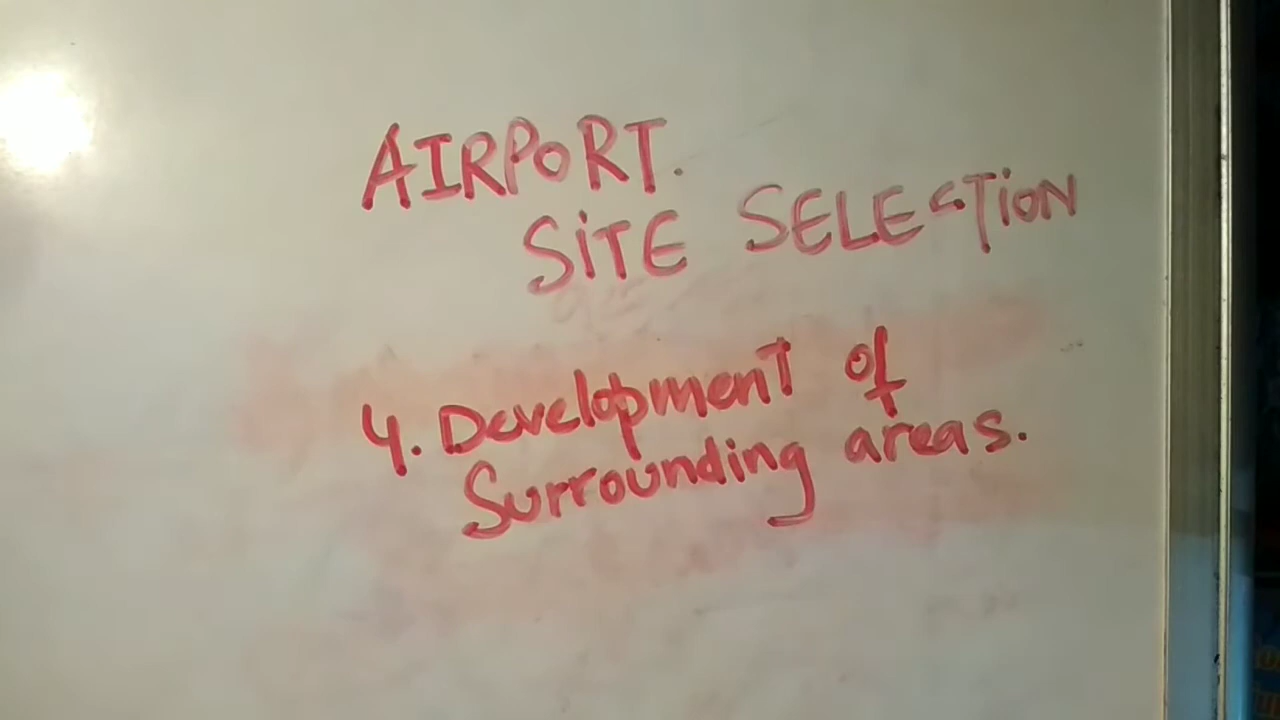 AIRPORT.
SiTE SELECTiON
4. Development of
Surrounding areas.